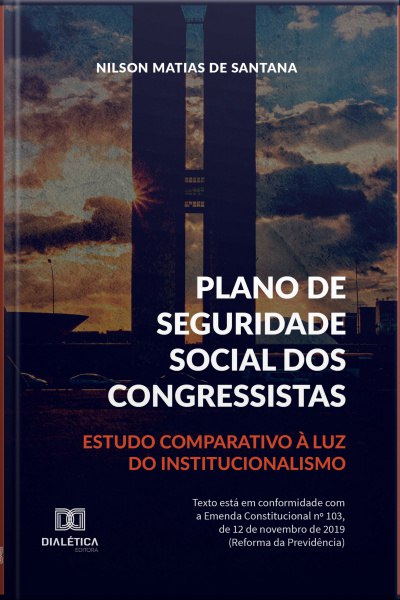 NILSON MATIAS DE SANTANA
PLANO DE
SEGURIDADE
SOCIAL DOS
CONGRESSISTAS
ESTUDO COMPARATIVO À LUZ
DO INSTITUCIONALISMO
Texto está em conformidade com
a Emenda Constitucional nº 103,
de 12 de novembro de 2019
(Reforma da Previdência)
DIALÉTICA
EDITORA